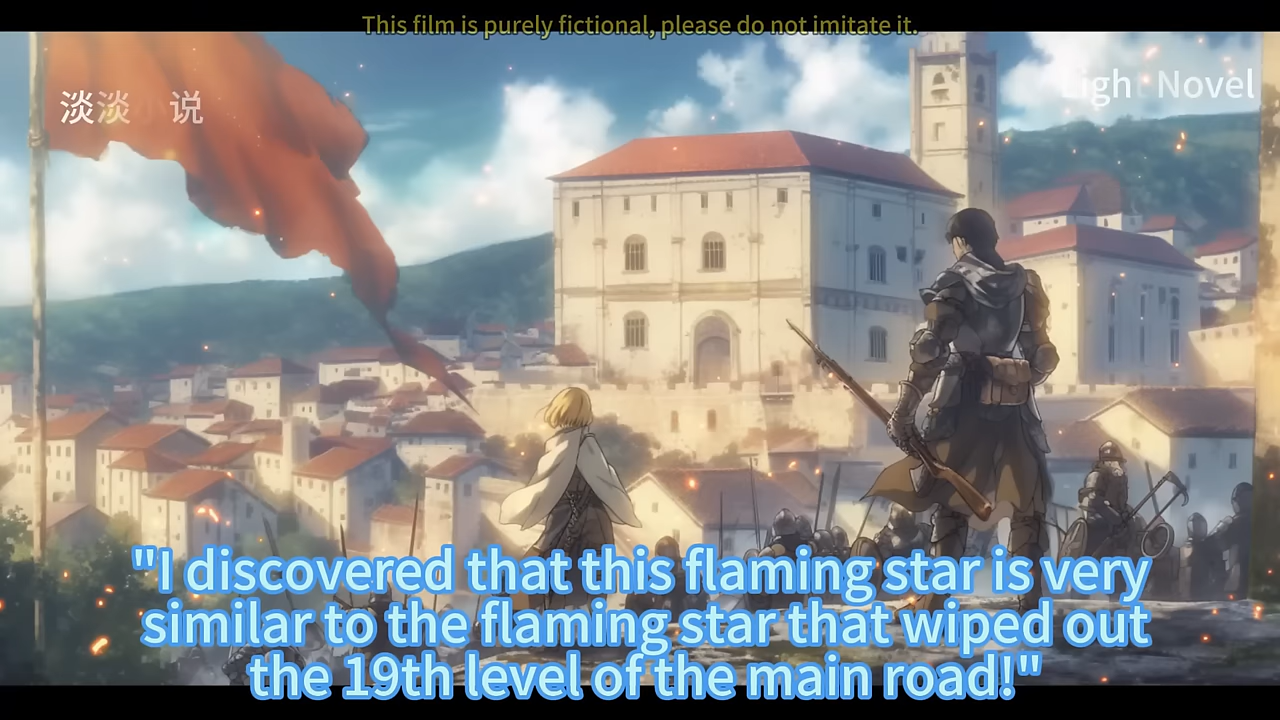 This film is purely fictional, please do not imitate it.
淡淡 说
Ligh Novel
"I discovered that this flaming star is very
similar to the flaming star that wiped out
the 19th level of the main road!"